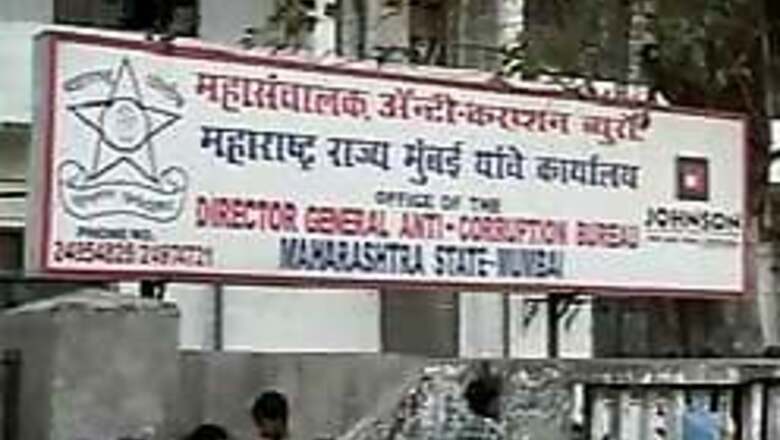 महासंचालक, ॲन्टी-करप्शन ब्युरो
महाराष्ट्र राज्य मुंबई यांचे कार्यालय
OFFICE OF THE
DIRECTOR GENERAL ANTI-CORRUPTION BUREAU
MAHARASHTRA STATE-MUMBAI
PHONE NO.
JOHNSON